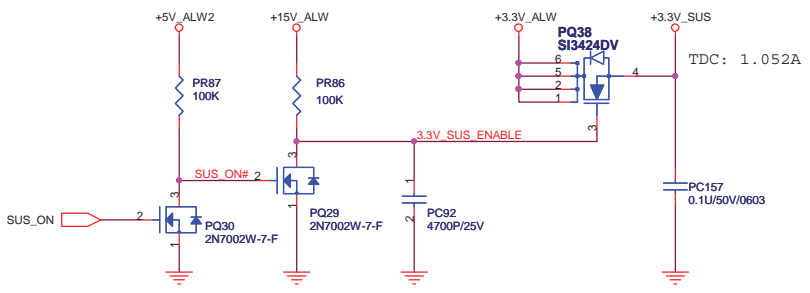 +5V_ALW2
+15V_ALW
+3.3V_ALW
+3.3V_SUS
PQ38
SI3424DV
TDC: 1.052A
6
5
2
1
4
3
PR87
100K
PR86
100K
3.3V_SUS_ENABLE
SUS_ON#
2
3
1
3
2
1
SUS_ON
PQ30
2N7002W-7-F
PQ29
2N7002W-7-F
1
2
PC92
4700P/25V
PC157
0.1U/50V/0603